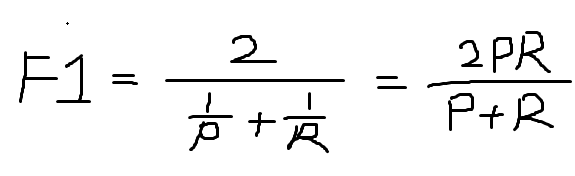 F1 = 2 / (1/P + 1/R) = 2PR / (P+R)